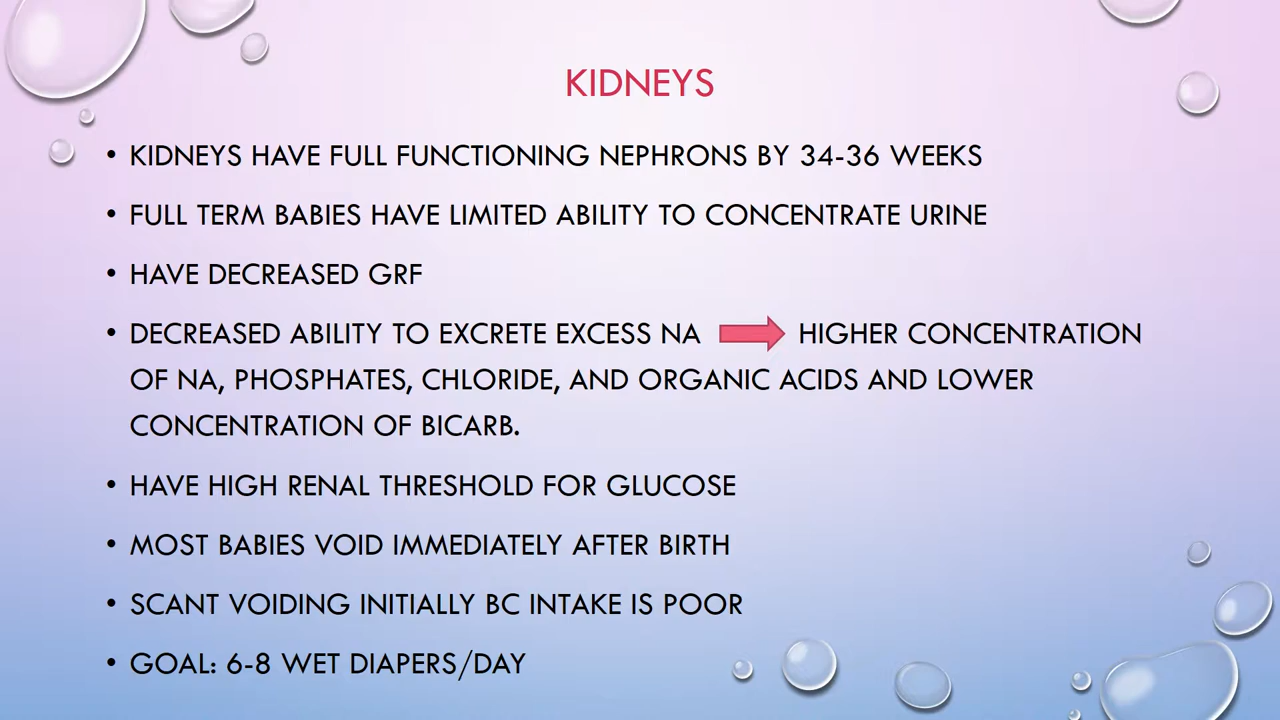 KIDNEYS
• KIDNEYS HAVE FULL FUNCTIONING NEPHRONS BY 34-36 WEEKS
• FULL TERM BABIES HAVE LIMITED ABILITY TO CONCENTRATE URINE
• HAVE DECREASED GRF
• DECREASED ABILITY TO EXCRETE EXCESS NA HIGHER CONCENTRATION
OF NA, PHOSPHATES, CHLORIDE, AND ORGANIC ACIDS AND LOWER
CONCENTRATION OF BICARB.
• HAVE HIGH RENAL THRESHOLD FOR GLUCOSE
• MOST BABIES VOID IMMEDIATELY AFTER BIRTH
• SCANT VOIDING INITIALLY BC INTAKE IS POOR
• GOAL: 6-8 WET DIAPERS/DAY